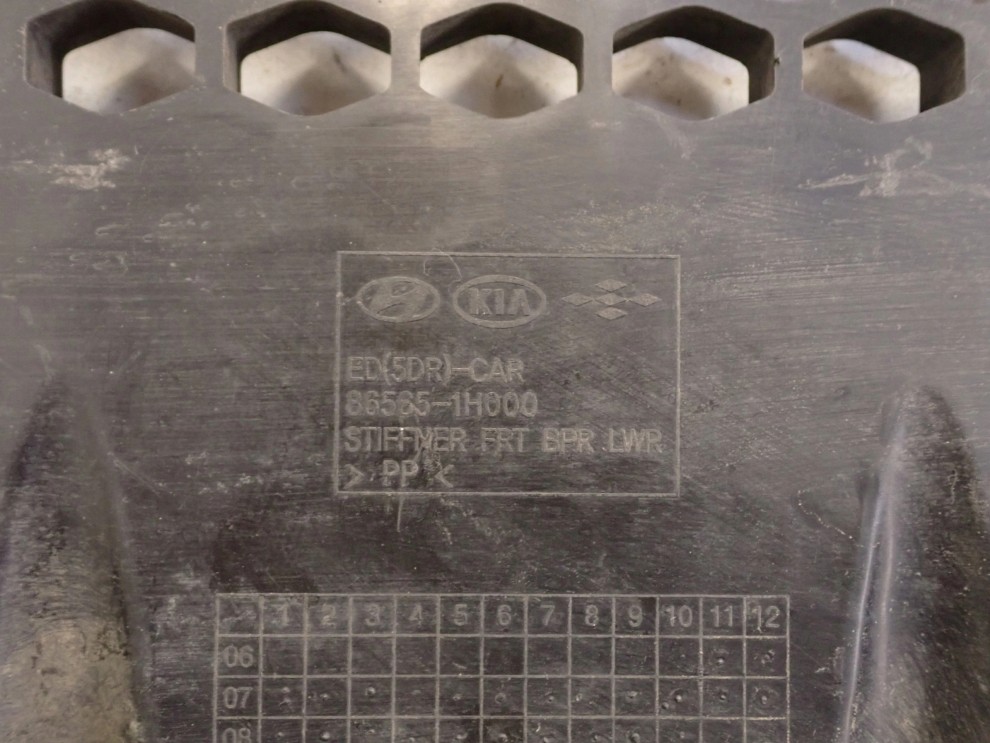 KIA
ED(5DR)-CAR
86565-1H000
STIFFNER FRT BPR LWR
> PP <
1 2 3 4 5 6 7 8 9 10 11 12
06
07
08